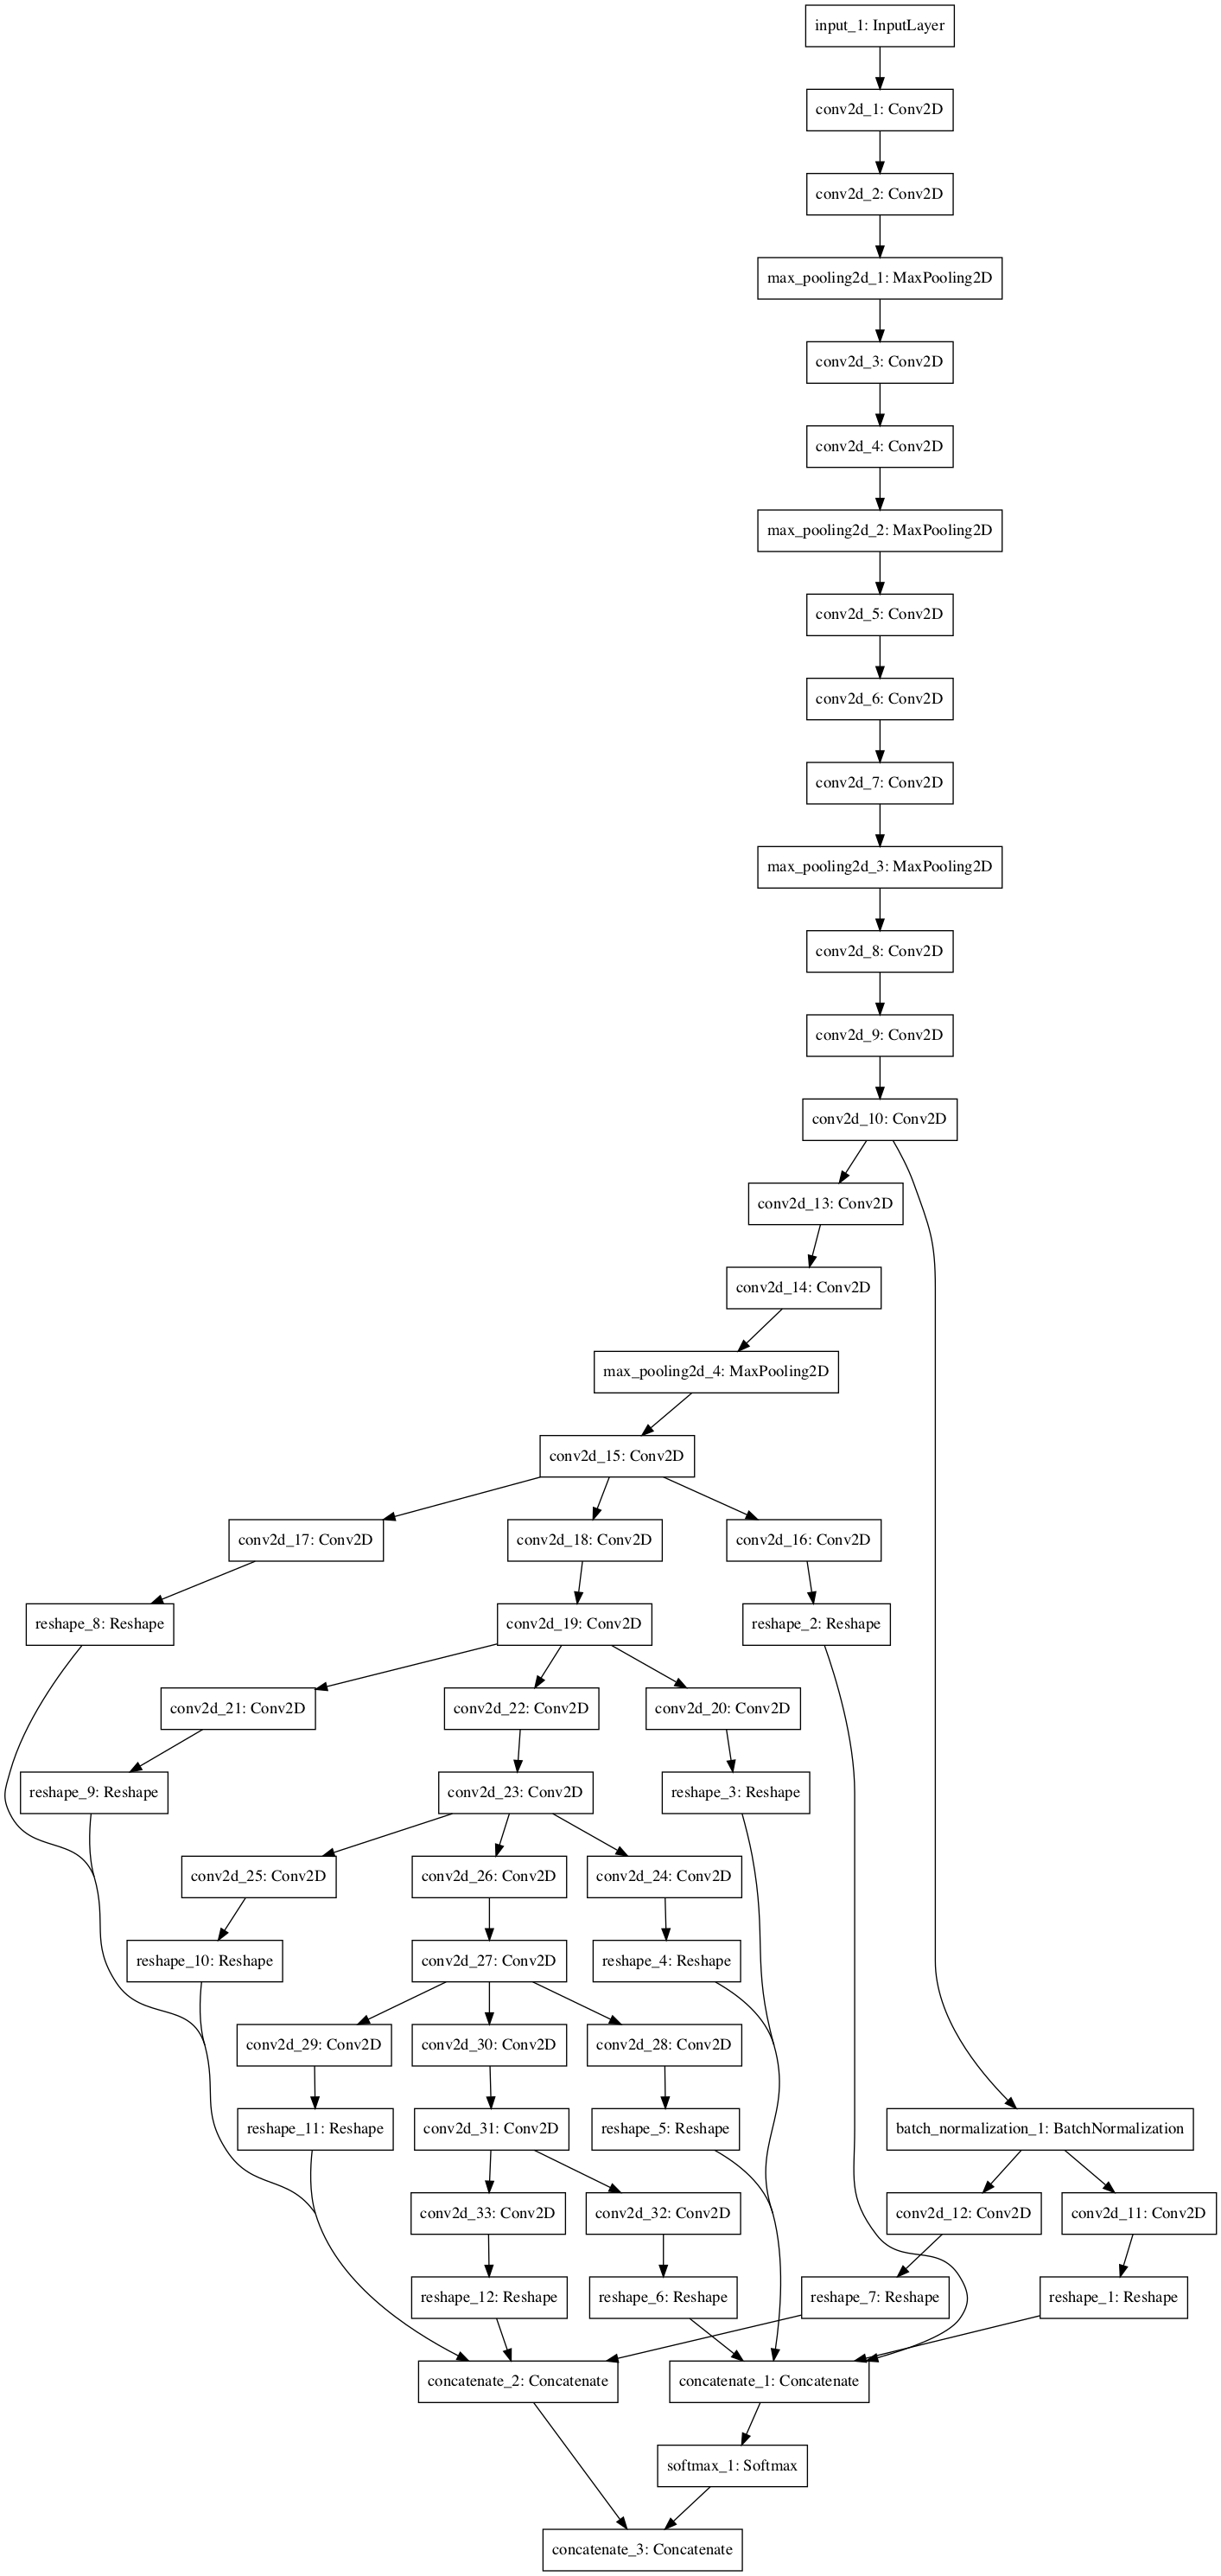 input_1: InputLayer
conv2d_1: Conv2D
conv2d_2: Conv2D
max_pooling2d_1: MaxPooling2D
conv2d_3: Conv2D
conv2d_4: Conv2D
max_pooling2d_2: MaxPooling2D
conv2d_5: Conv2D
conv2d_6: Conv2D
conv2d_7: Conv2D
max_pooling2d_3: MaxPooling2D
conv2d_8: Conv2D
conv2d_9: Conv2D
conv2d_10: Conv2D
conv2d_13: Conv2D
conv2d_14: Conv2D
max_pooling2d_4: MaxPooling2D
conv2d_15: Conv2D
conv2d_17: Conv2D
conv2d_18: Conv2D
conv2d_16: Conv2D
reshape_8: Reshape
conv2d_19: Conv2D
reshape_2: Reshape
conv2d_21: Conv2D
conv2d_22: Conv2D
conv2d_20: Conv2D
reshape_9: Reshape
conv2d_23: Conv2D
reshape_3: Reshape
conv2d_25: Conv2D
conv2d_26: Conv2D
conv2d_24: Conv2D
reshape_10: Reshape
conv2d_27: Conv2D
reshape_4: Reshape
conv2d_29: Conv2D
conv2d_30: Conv2D
conv2d_28: Conv2D
reshape_11: Reshape
conv2d_31: Conv2D
reshape_5: Reshape
batch_normalization_1: BatchNormalization
conv2d_33: Conv2D
conv2d_32: Conv2D
conv2d_12: Conv2D
conv2d_11: Conv2D
reshape_12: Reshape
reshape_6: Reshape
reshape_7: Reshape
reshape_1: Reshape
concatenate_2: Concatenate
concatenate_1: Concatenate
softmax_1: Softmax
concatenate_3: Concatenate